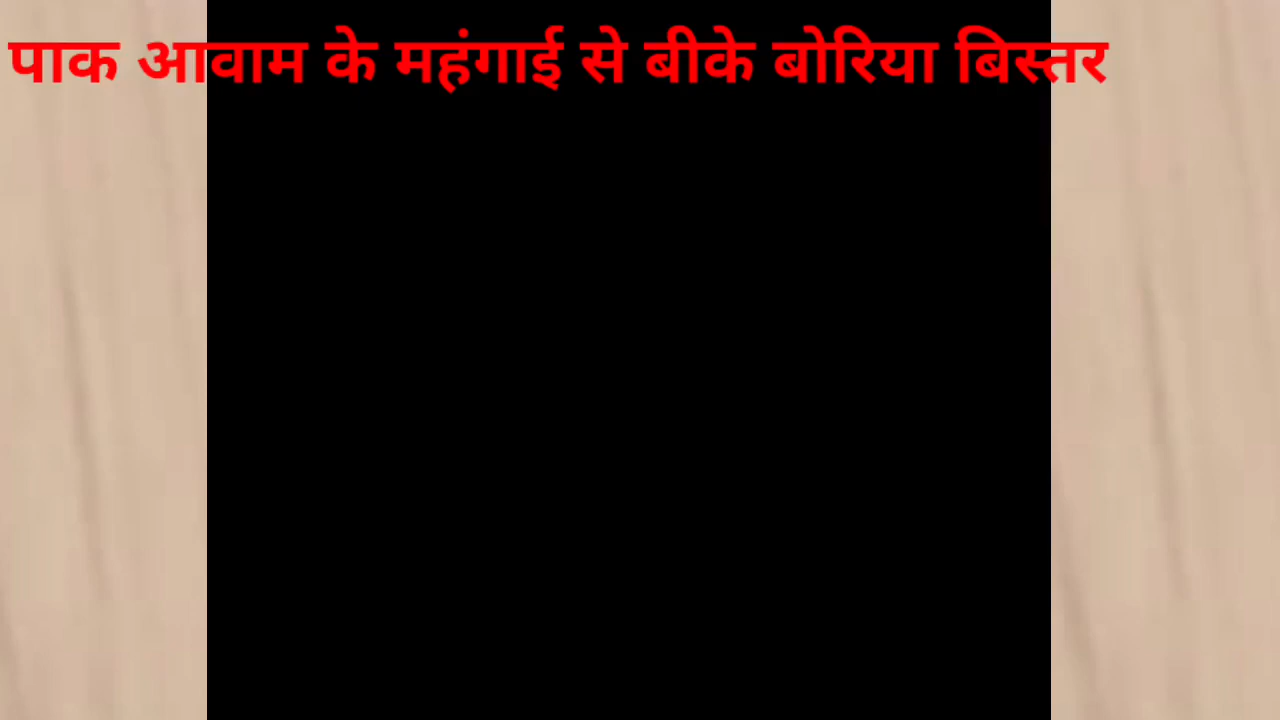 पाक आवाम के महंगाई से बीके बोरिया बिस्तर